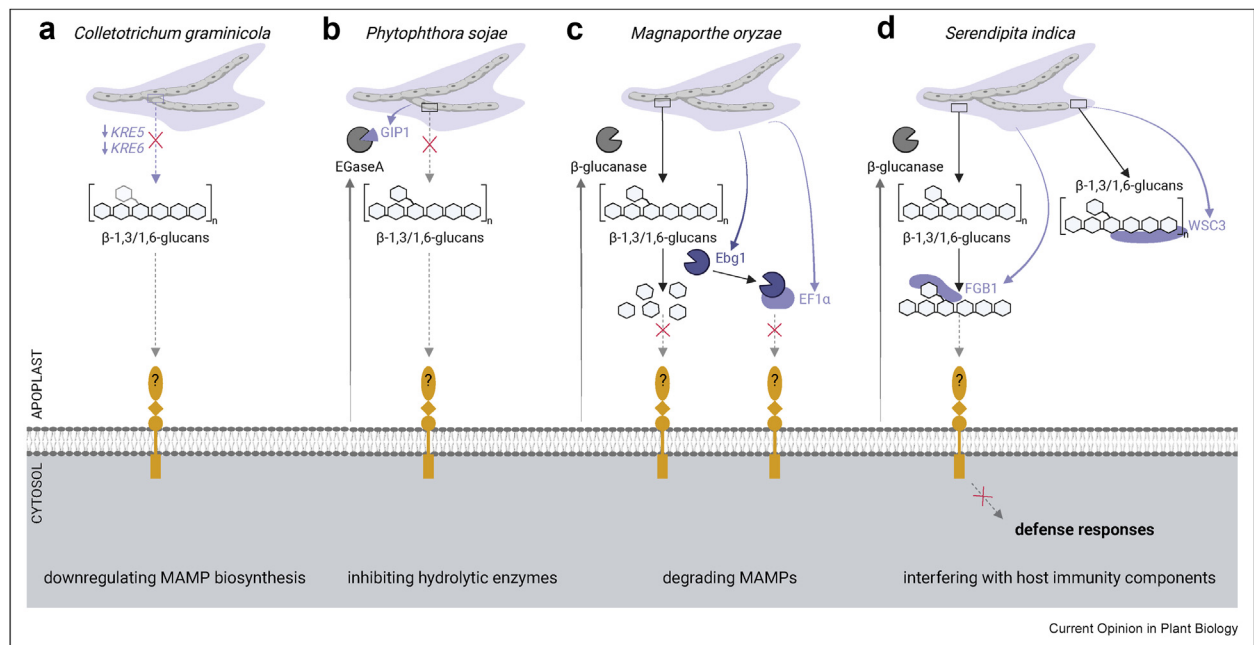 a
Colletotrichum graminicola
↓ KRE5
↓ KRE6
n
β-1,3/1,6-glucans
?
b
Phytophthora sojae
GIP1
EGaseA
n
β-1,3/1,6-glucans
?
c
Magnaporthe oryzae
β-glucanase
n
β-1,3/1,6-glucans
Ebg1
EF1α
?
?
d
Serendipita indica
β-glucanase
n
β-1,3/1,6-glucans
β-1,3/1,6-glucans
n
WSC3
FGB1
?
APOPLAST
CYTOSOL
defense responses
downregulating MAMP biosynthesis
inhibiting hydrolytic enzymes
degrading MAMPs
interfering with host immunity components
Current Opinion in Plant Biology